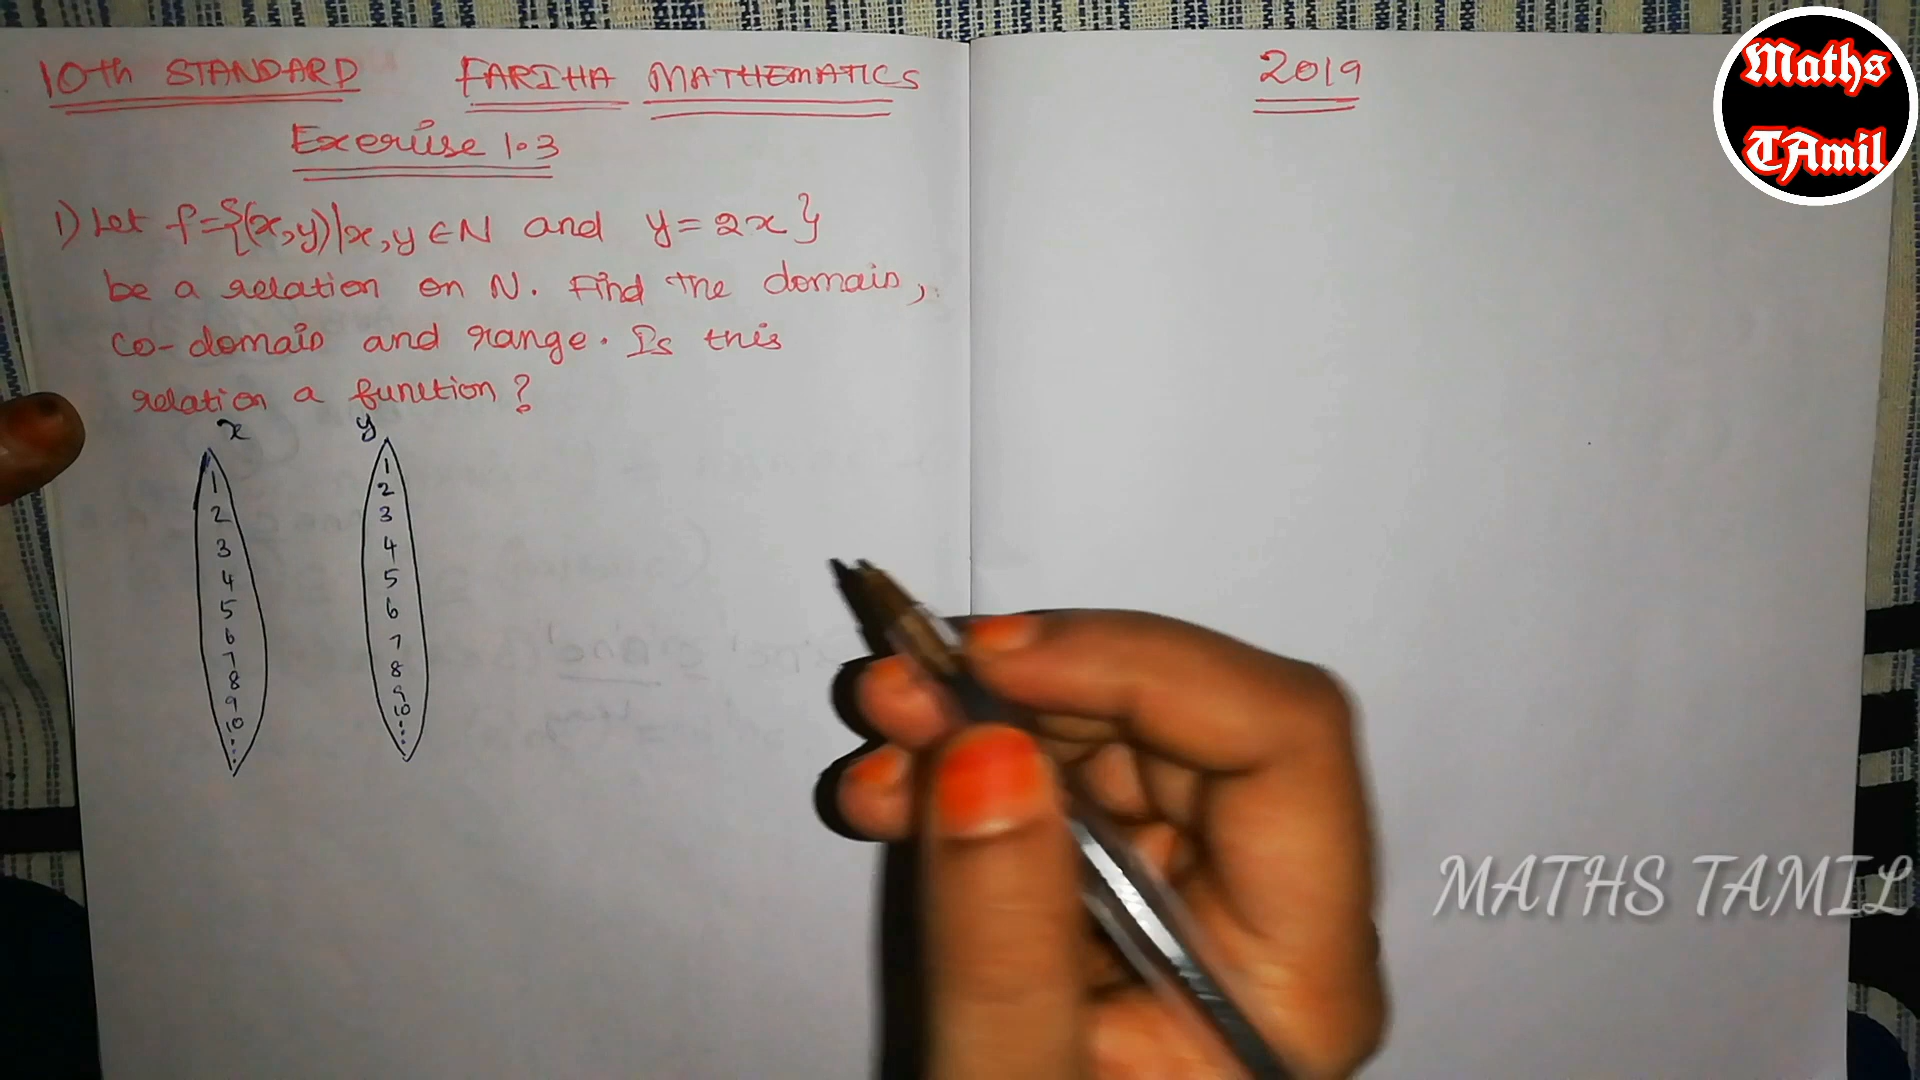 10th STANDARD FARIHA MATHEMATICS
2019
Exercise 1.3
1) Let f={(x,y)|x,y∈N and y=2x}
be a relation on N. Find the domain,
co-domain and range. Is this
relation a function?
x y
1
2
3
4
5
6
7
8
9
10
⋮
1
2
3
4
5
6
7
8
9
10
⋮
Maths
TAmil
MATHS TAMIL